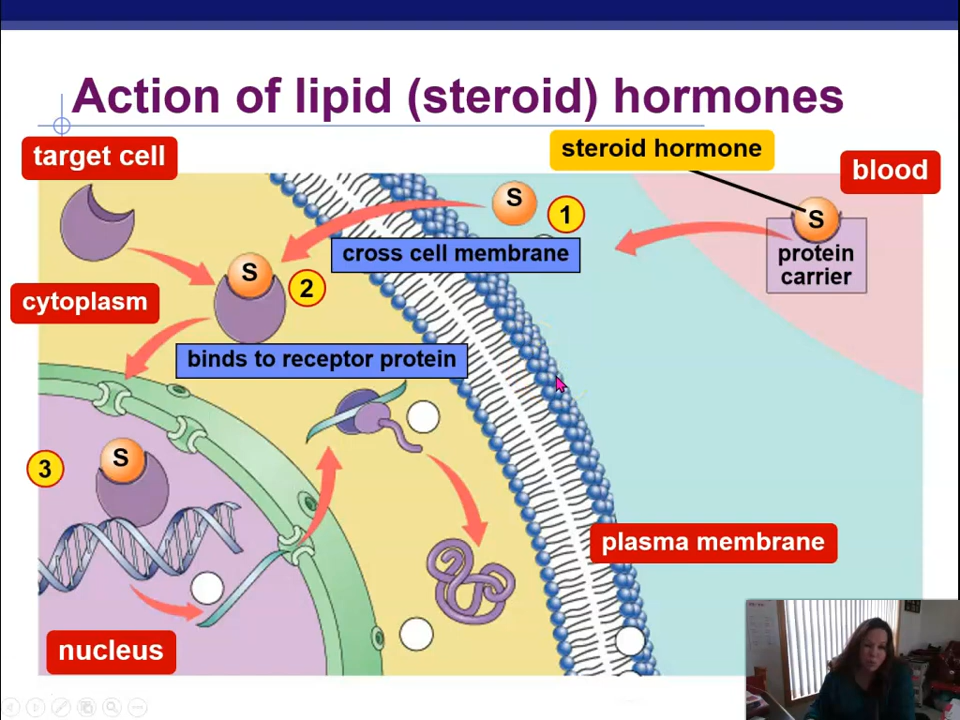 Action of lipid (steroid) hormones
target cell
steroid hormone
blood
S
1
S
cross cell membrane
protein
carrier
S
2
cytoplasm
binds to receptor protein
S
3
plasma membrane
nucleus